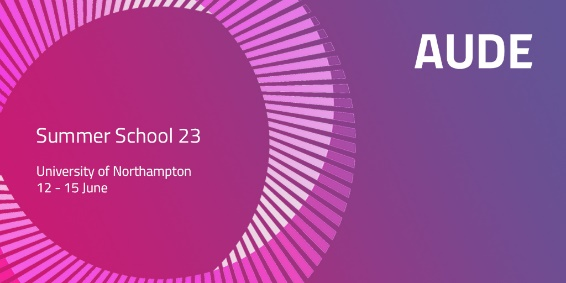 AUDE
Summer School 23
University of Northampton
12 - 15 June